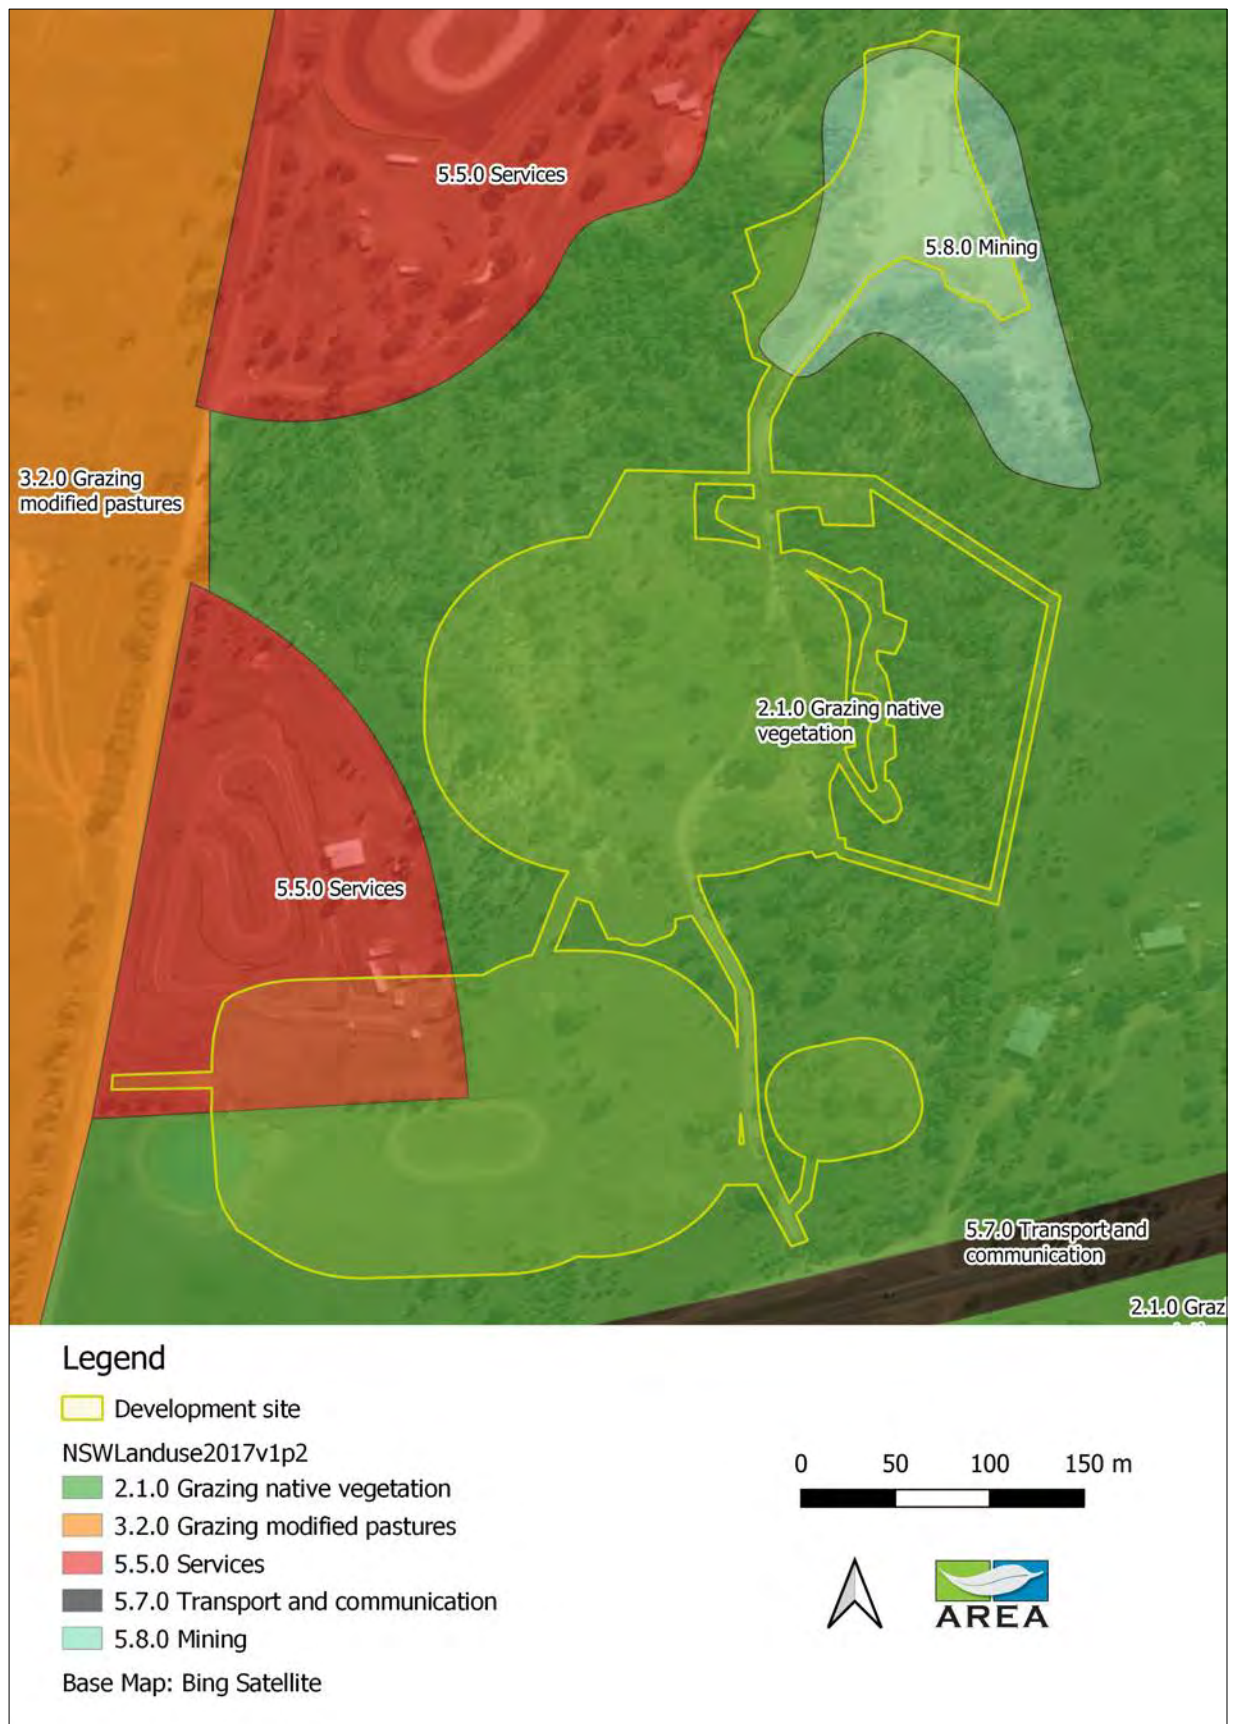 5.5.0 Services
5.8.0 Mining
3.2.0 Grazing
modified pastures
2.1.0 Grazing native
vegetation
5.5.0 Services
5.7.0 Transport and
communication
2.1.0 Graz
Legend
Development site
NSWLanduse2017v1p2
2.1.0 Grazing native vegetation
3.2.0 Grazing modified pastures
5.5.0 Services
5.7.0 Transport and communication
5.8.0 Mining
Base Map: Bing Satellite
0 50 100 150 m
AREA